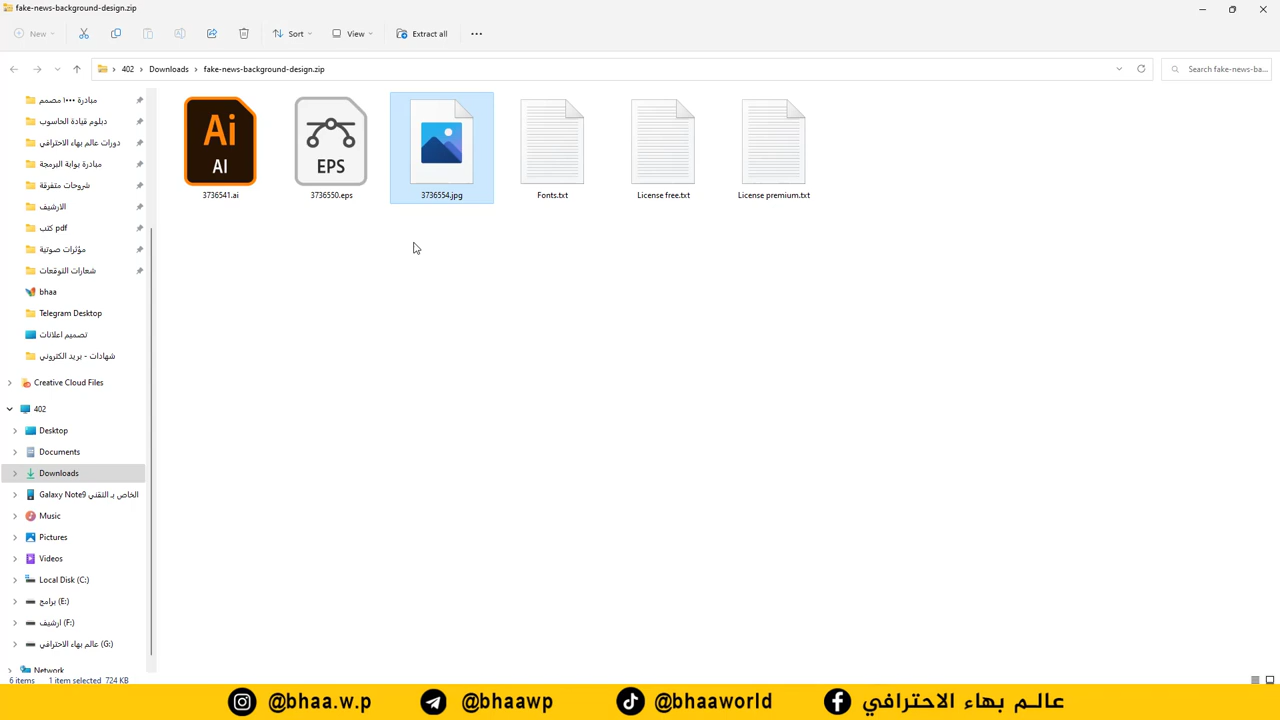 fake-news-background-design.zip
New
Sort
View
Extract all
402
Downloads
fake-news-background-design.zip
Search fake-news-ba...
مبادرة ١٠٠٠ مصمم
دبلوم قيادة الحاسوب
دورات عالم بهاء الاحترافي
مبادرة بوابة البرمجة
شروحات متفرقة
الارشيف
كتب pdf
مؤثرات صوتية
شعارات التوقعات
bhaa
Telegram Desktop
تصميم اعلانات
شهادات - بريد الكتروني
Creative Cloud Files
402
Desktop
Documents
Downloads
Galaxy Note9 الخاص بـ التقني
Music
Pictures
Videos
Local Disk (C:)
برامج (E:)
ارشيف (F:)
عالم بهاء الاحترافي (G:)
Network
Ai
AI
3736541.ai
EPS
3736550.eps
3736554.jpg
Fonts.txt
License free.txt
License premium.txt
6 items
1 item selected 724 KB
@bhaa.w.p
@bhaawp
@bhaaworld
عالم بهاء الاحترافي